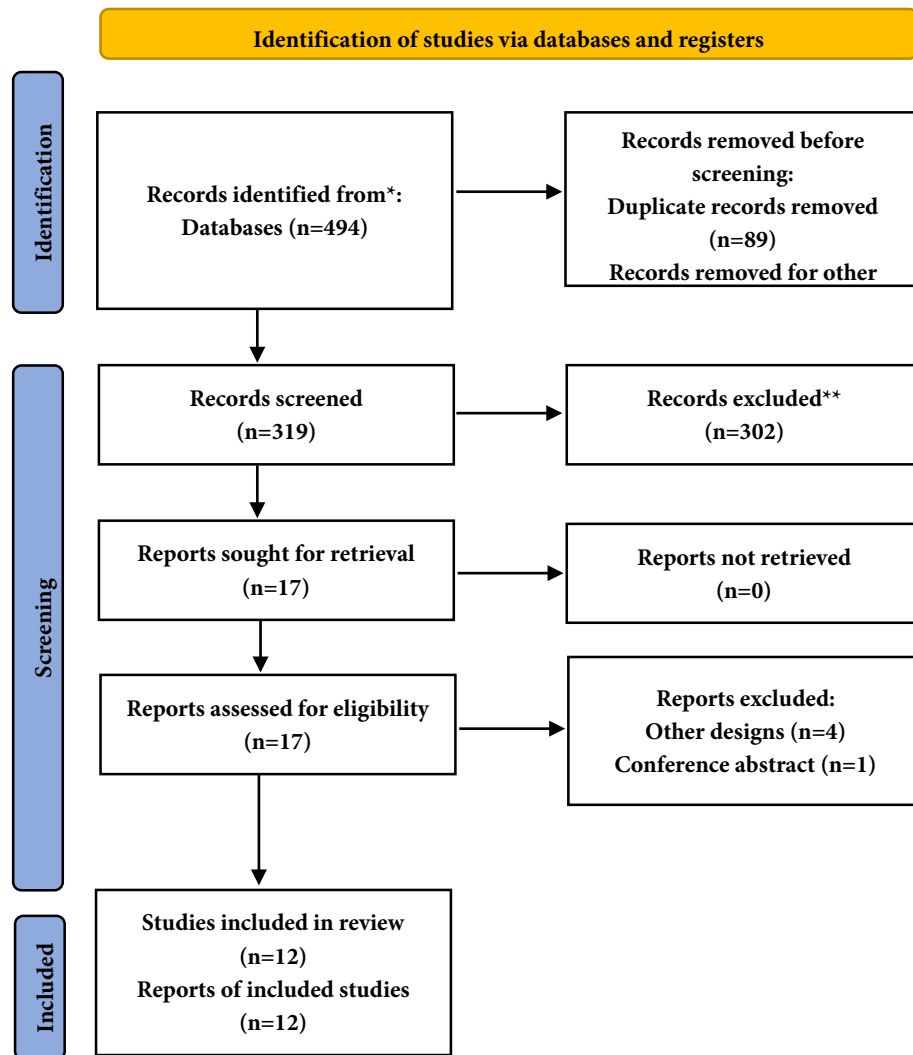 Identification of studies via databases and registers
Identification
Records identified from*:
Databases (n=494)
Records removed before
screening:
Duplicate records removed
(n=89)
Records removed for other
Screening
Records screened
(n=319)
Records excluded**
(n=302)
Reports sought for retrieval
(n=17)
Reports not retrieved
(n=0)
Reports assessed for eligibility
(n=17)
Reports excluded:
Other designs (n=4)
Conference abstract (n=1)
Included
Studies included in review
(n=12)
Reports of included studies
(n=12)